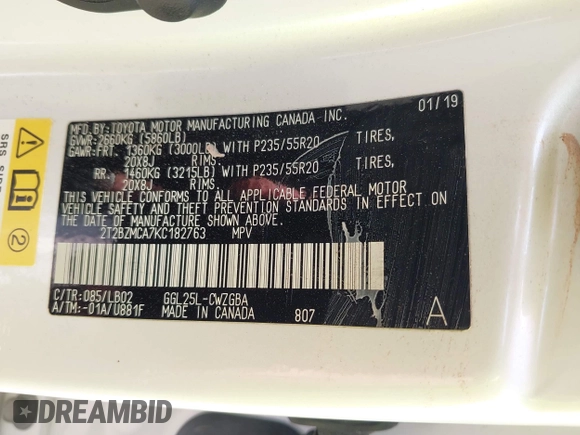 MFD. BY: TOYOTA MOTOR MANUFACTURING CANADA INC. 01/19
GVWR: 2660KG (5860LB)
GAWR: FRT. 1360KG (3000LB) WITH P235/55R20 TIRES,
20X8J RIMS.
RR. 1460KG (3215LB) WITH P235/55R20 TIRES,
20X8J RIMS.
THIS VEHICLE CONFORMS TO ALL APPLICABLE FEDERAL MOTOR
VEHICLE SAFETY AND THEFT PREVENTION STANDARDS IN EFFECT ON
THE DATE OF MANUFACTURE SHOWN ABOVE.
2T2BZMCA7KC182763 MPV
C/TR: 085/LB02 GGL25L-CWZGBA
A/TM: -01A/U881F MADE IN CANADA 807 A
SRS SIDE
2
DREAMBID